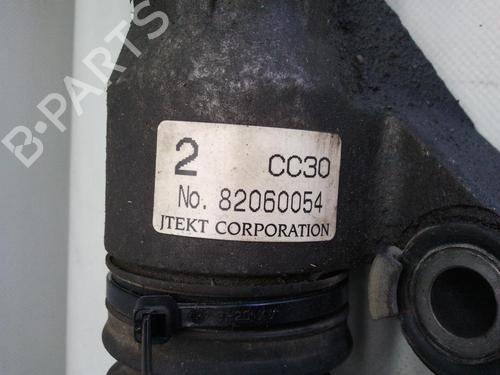 B-PARTS
2 CC30
No. 82060054
JTEKT CORPORATION